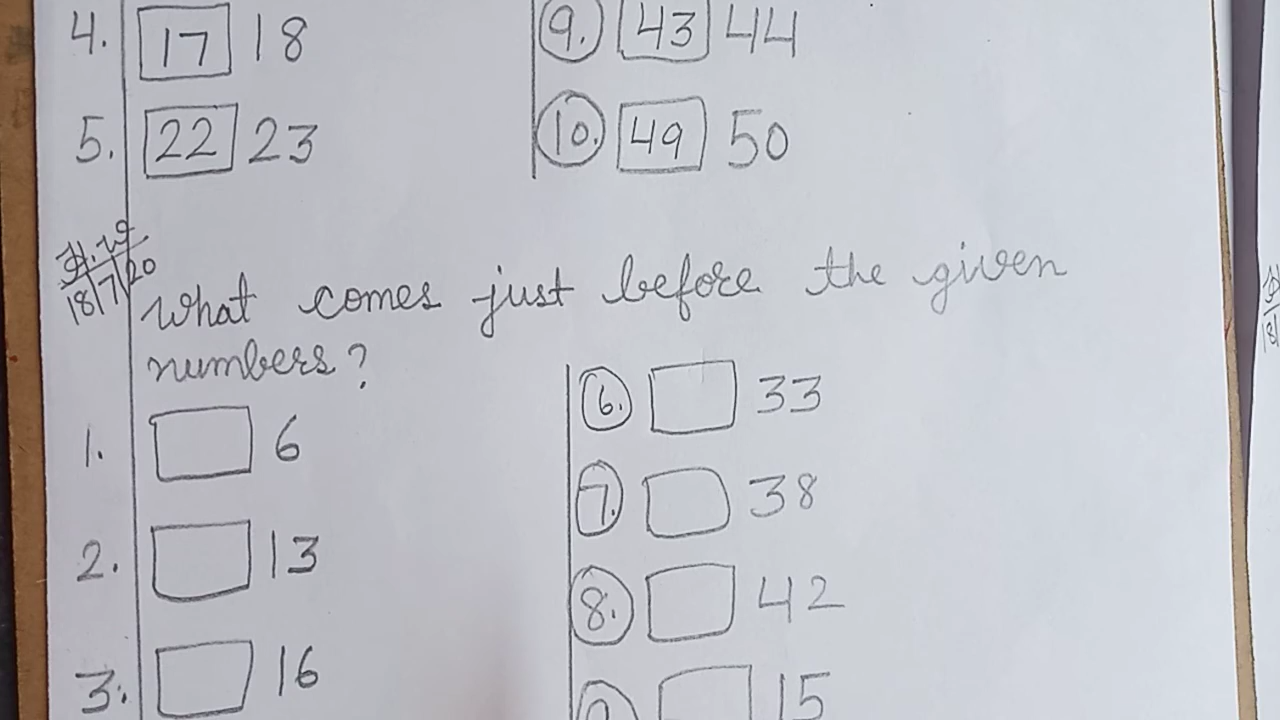 4. 17 18
5. 22 23
9. 43 44
10. 49 50
18/7/20
What comes just before the given
numbers?
1. 6
2. 13
3. 16
6. 33
7. 38
8. 42
15